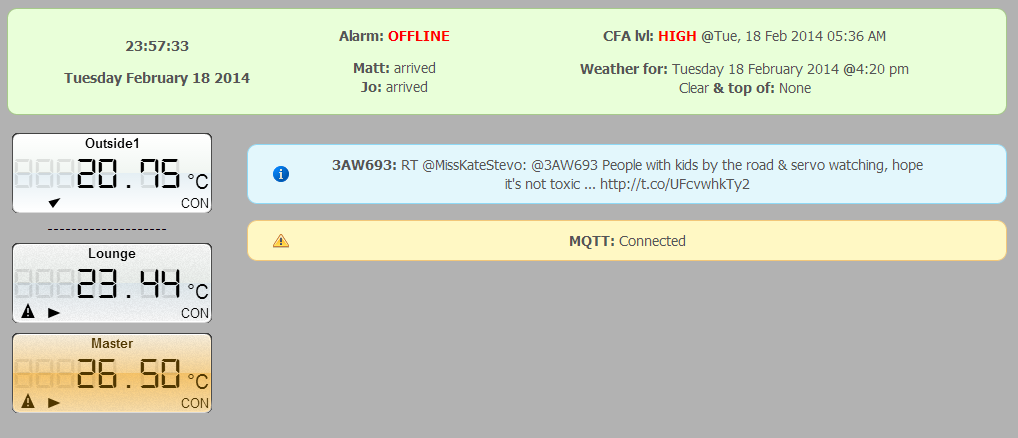 23:57:33
Tuesday February 18 2014
Alarm: OFFLINE
Matt: arrived
Jo: arrived
CFA lvl: HIGH @Tue, 18 Feb 2014 05:36 AM
Weather for: Tuesday 18 February 2014 @4:20 pm
Clear & top of: None
Outside1
20.75 °C
CON
--------------------
Lounge
23.44 °C
CON
Master
26.50 °C
CON
3AW693: RT @MissKateStevo: @3AW693 People with kids by the road & servo watching, hope
it's not toxic ... http://t.co/UFcvwhkTy2
MQTT: Connected